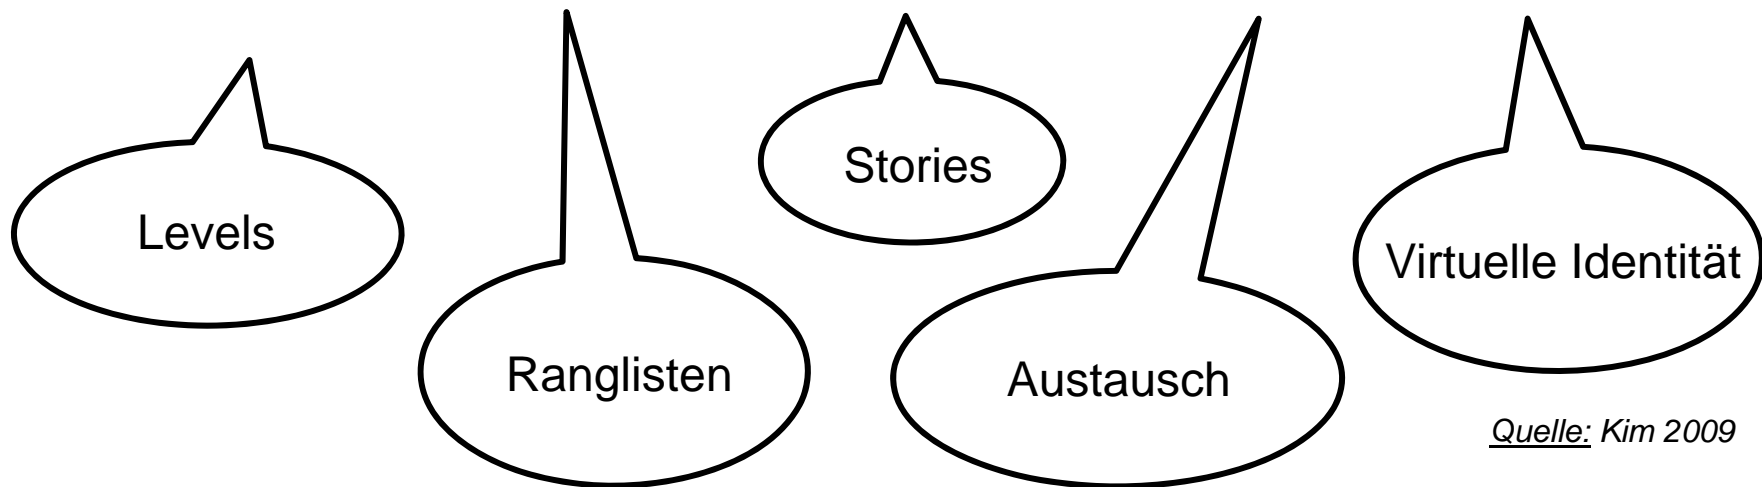 Levels
Ranglisten
Stories
Austausch
Virtuelle Identität
Quelle: Kim 2009